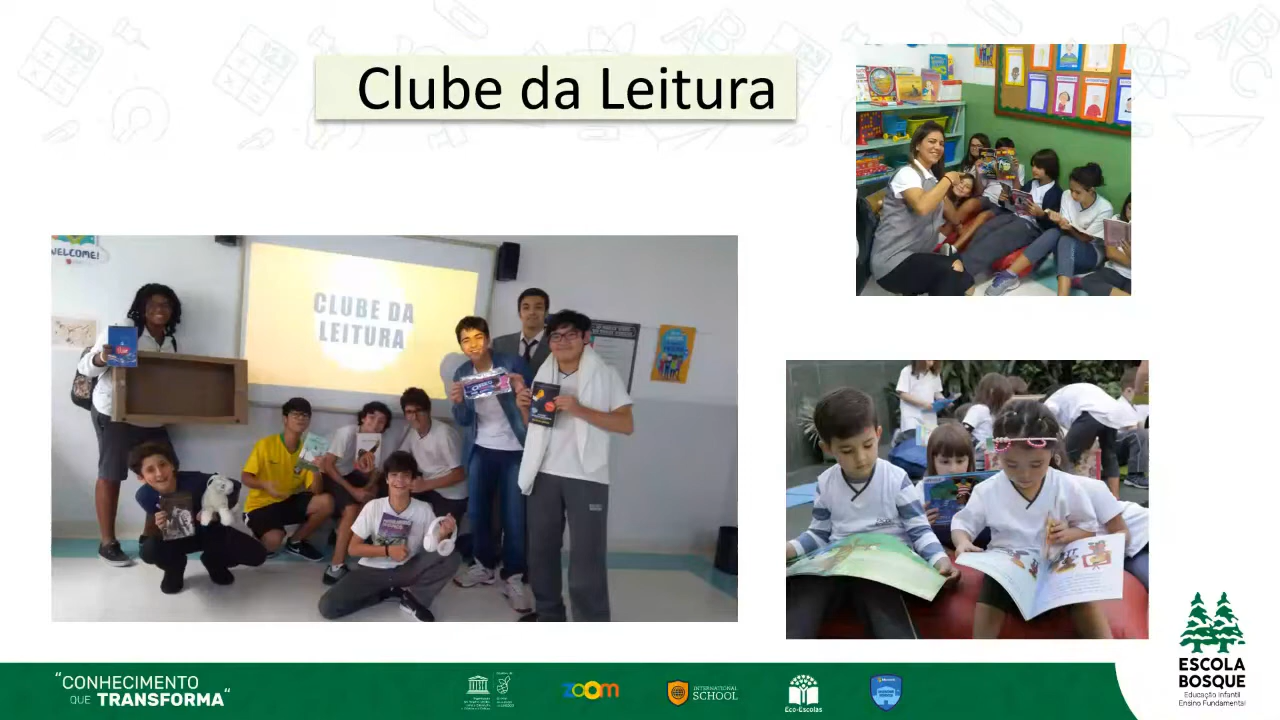 Clube da Leitura
WELCOME!
CLUBE DA
LEITURA
“CONHECIMENTO
QUE TRANSFORMA“
zoom
INTERNATIONAL
SCHOOL
Eco-Escolas
ESCOLA
BOSQUE
Educação Infantil
Ensino Fundamental